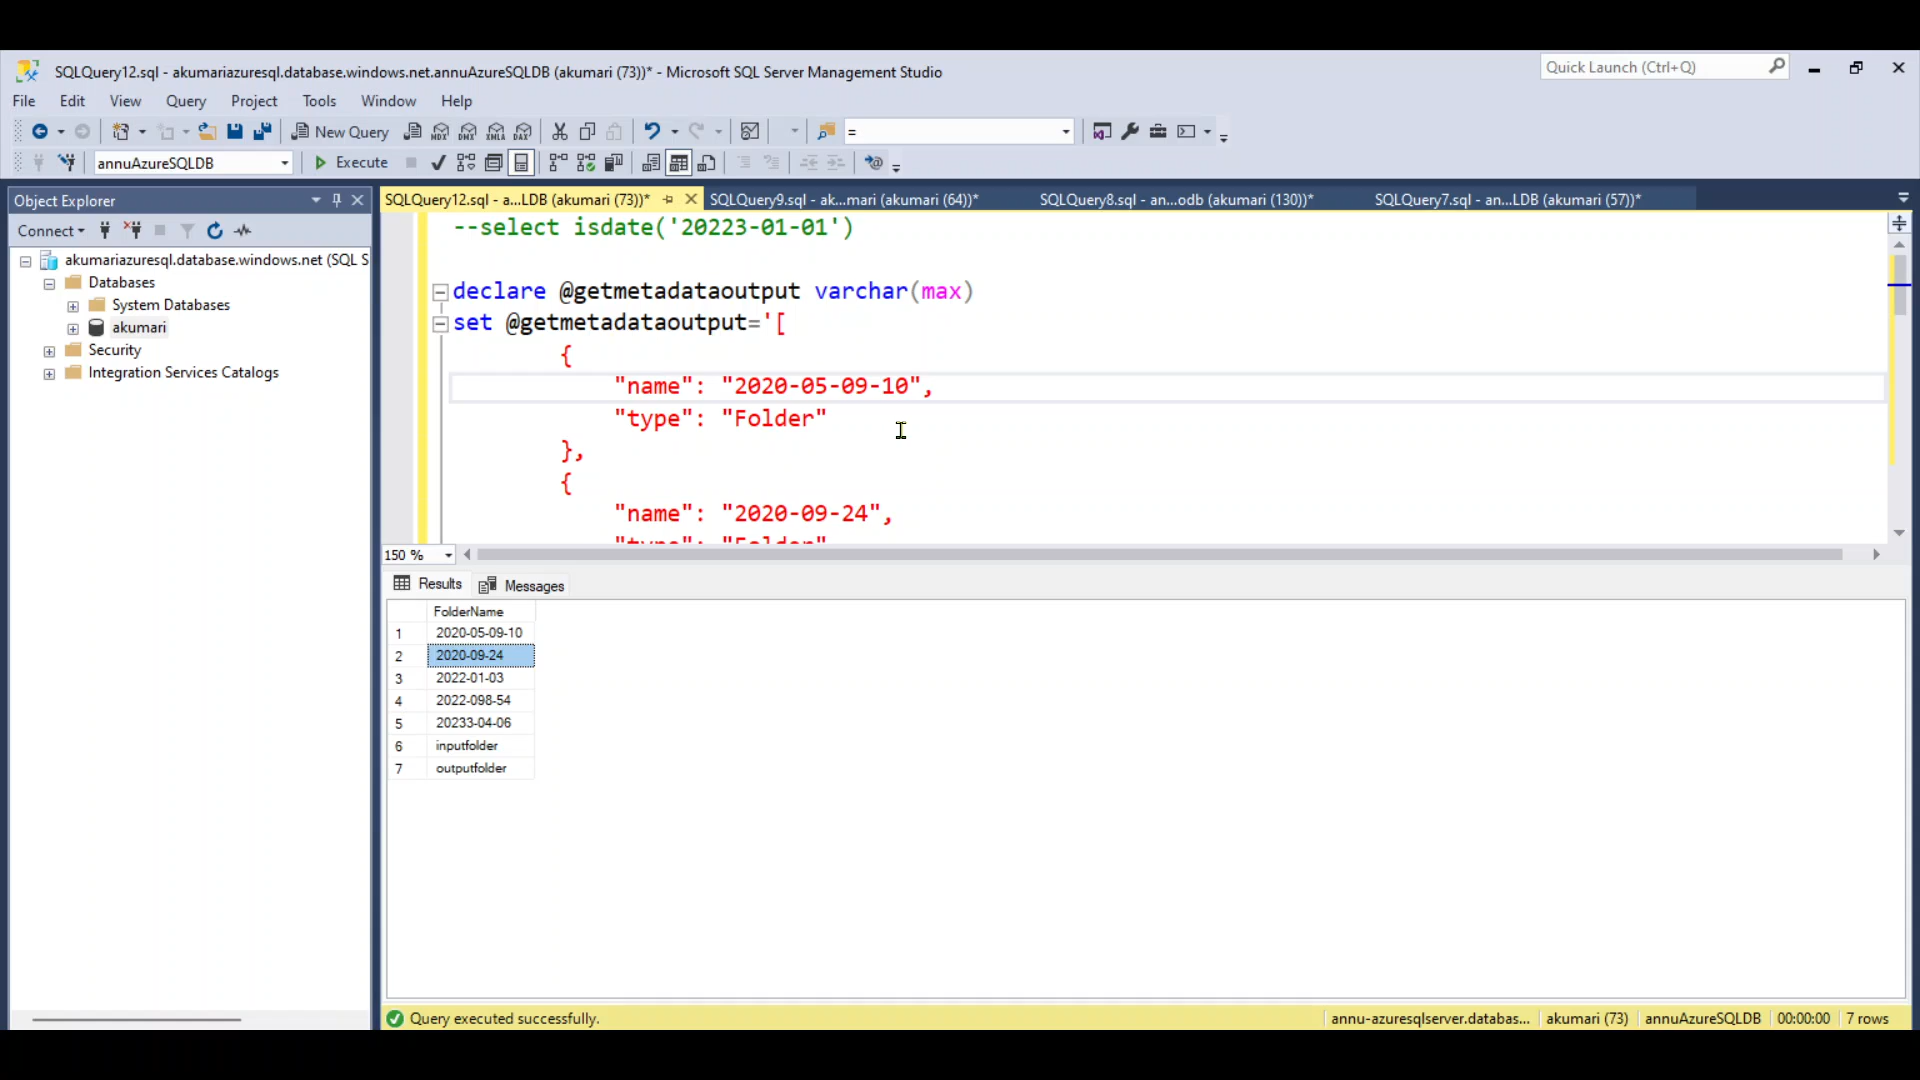 SQLQuery12.sql - akumariazuresql.database.windows.net.annuAzureSQLDB (akumari (73))* - Microsoft SQL Server Management Studio
Quick Launch (Ctrl+Q)
File Edit View Query Project Tools Window Help
New Query MDX DMX XMLA DAX =
annuAzureSQLDB Execute
Object Explorer
SQLQuery12.sql - a...LDB (akumari (73))* SQLQuery9.sql - ak...mari (akumari (64))* SQLQuery8.sql - an...odb (akumari (130))* SQLQuery7.sql - an...LDB (akumari (57))*
Connect
akumariazuresql.database.windows.net (SQL S
Databases
System Databases
akumari
Security
Integration Services Catalogs
--select isdate('20223-01-01')
declare @getmetadataoutput varchar(max)
set @getmetadataoutput='[
{
"name": "2020-05-09-10",
"type": "Folder"
},
{
"name": "2020-09-24",
"type": "Folder"
150 %
Results Messages
FolderName
1 2020-05-09-10
2 2020-09-24
3 2022-01-03
4 2022-098-54
5 20233-04-06
6 inputfolder
7 outputfolder
Query executed successfully. annu-azuresqlserver.databas... akumari (73) annuAzureSQLDB 00:00:00 7 rows